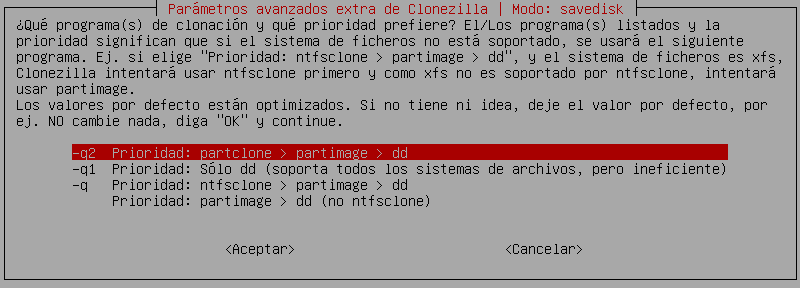 Parámetros avanzados extra de Clonezilla | Modo: savedisk
¿Qué programa(s) de clonación y qué prioridad prefiere? El/Los programa(s) listados y la
prioridad significan que si el sistema de ficheros no está soportado, se usará el siguiente
programa. Ej. si elige "Prioridad: ntfsclone > partimage > dd", y el sistema de ficheros es xfs,
Clonezilla intentará usar ntfsclone primero y como xfs no es soportado por ntfsclone, intentará
usar partimage.
Los valores por defecto están optimizados. Si no tiene ni idea, deje el valor por defecto, por
ej. NO cambie nada, diga "OK" y continue.
-q2 Prioridad: partclone > partimage > dd
-q1 Prioridad: Sólo dd (soporta todos los sistemas de archivos, pero ineficiente)
-q Prioridad: ntfsclone > partimage > dd
Prioridad: partimage > dd (no ntfsclone)
<Aceptar> <Cancelar>